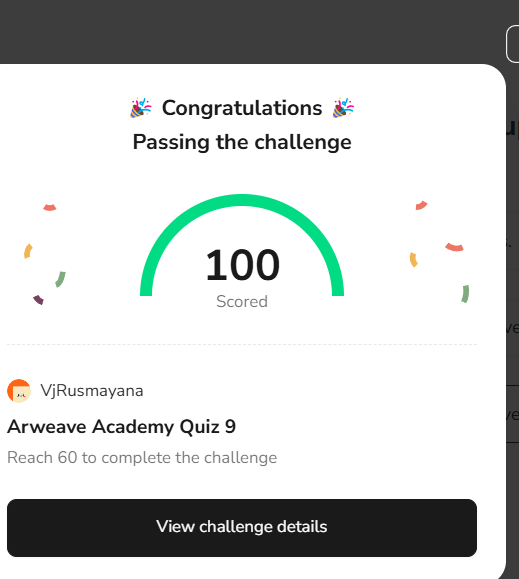 🎉 Congratulations 🎉
Passing the challenge
100
Scored
VjRusmayana
Arweave Academy Quiz 9
Reach 60 to complete the challenge
View challenge details